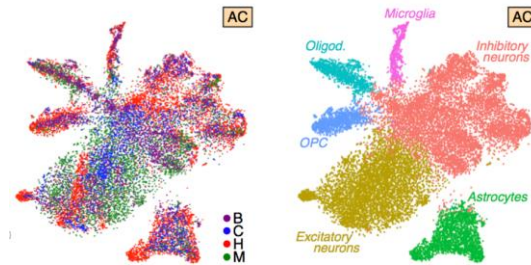 AC
B
C
H
M
AC
Microglia
Oligod.
Inhibitory
neurons
OPC
Astrocytes
Excitatory
neurons